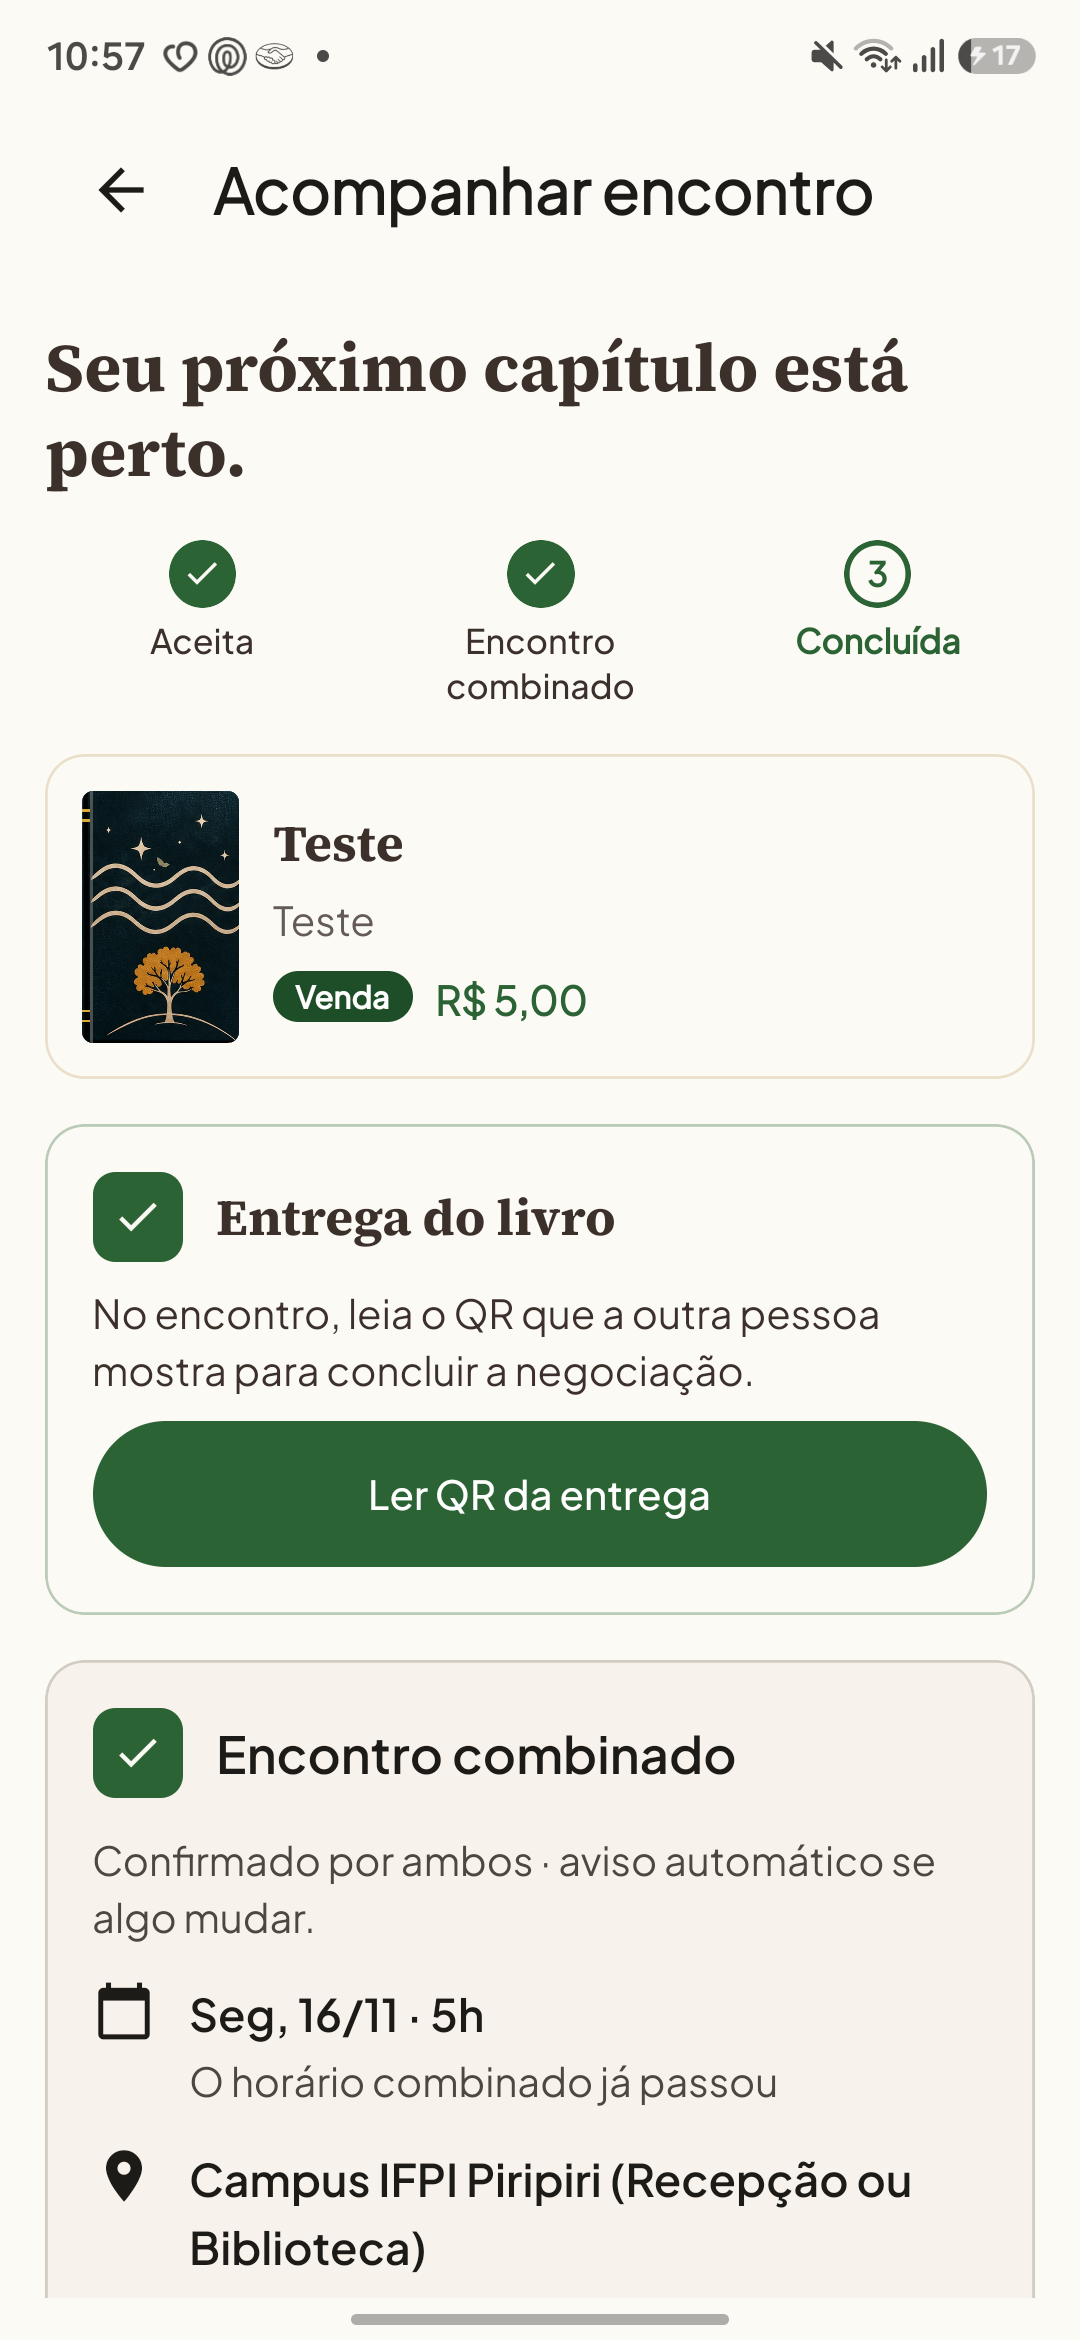 10:57
17
Acompanhar encontro
Seu próximo capítulo está
perto.
3
Aceita
Encontro
combinado
Concluída
Teste
Teste
Venda R$ 5,00
Entrega do livro
No encontro, leia o QR que a outra pessoa
mostra para concluir a negociação.
Ler QR da entrega
Encontro combinado
Confirmado por ambos · aviso automático se
algo mudar.
Seg, 16/11 · 5h
O horário combinado já passou
Campus IFPI Piripiri (Recepção ou
Biblioteca)